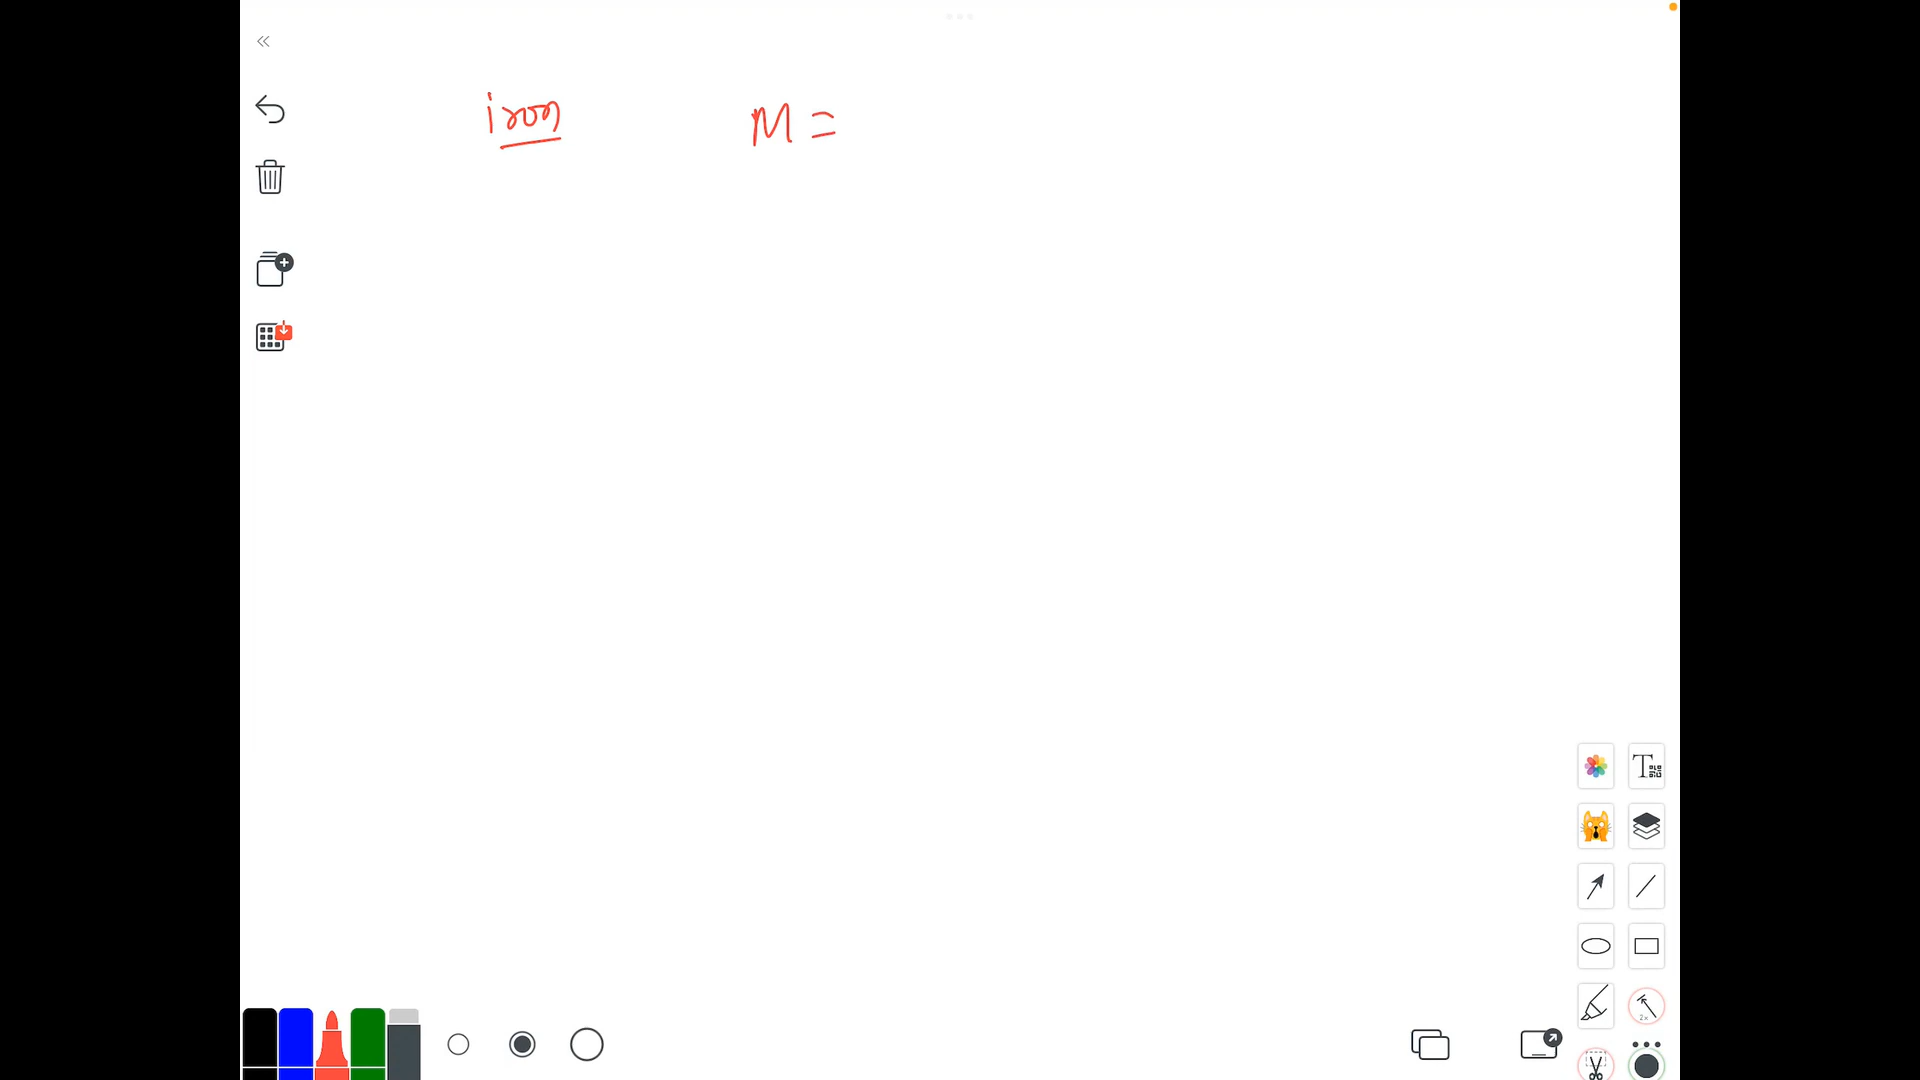 iron M =